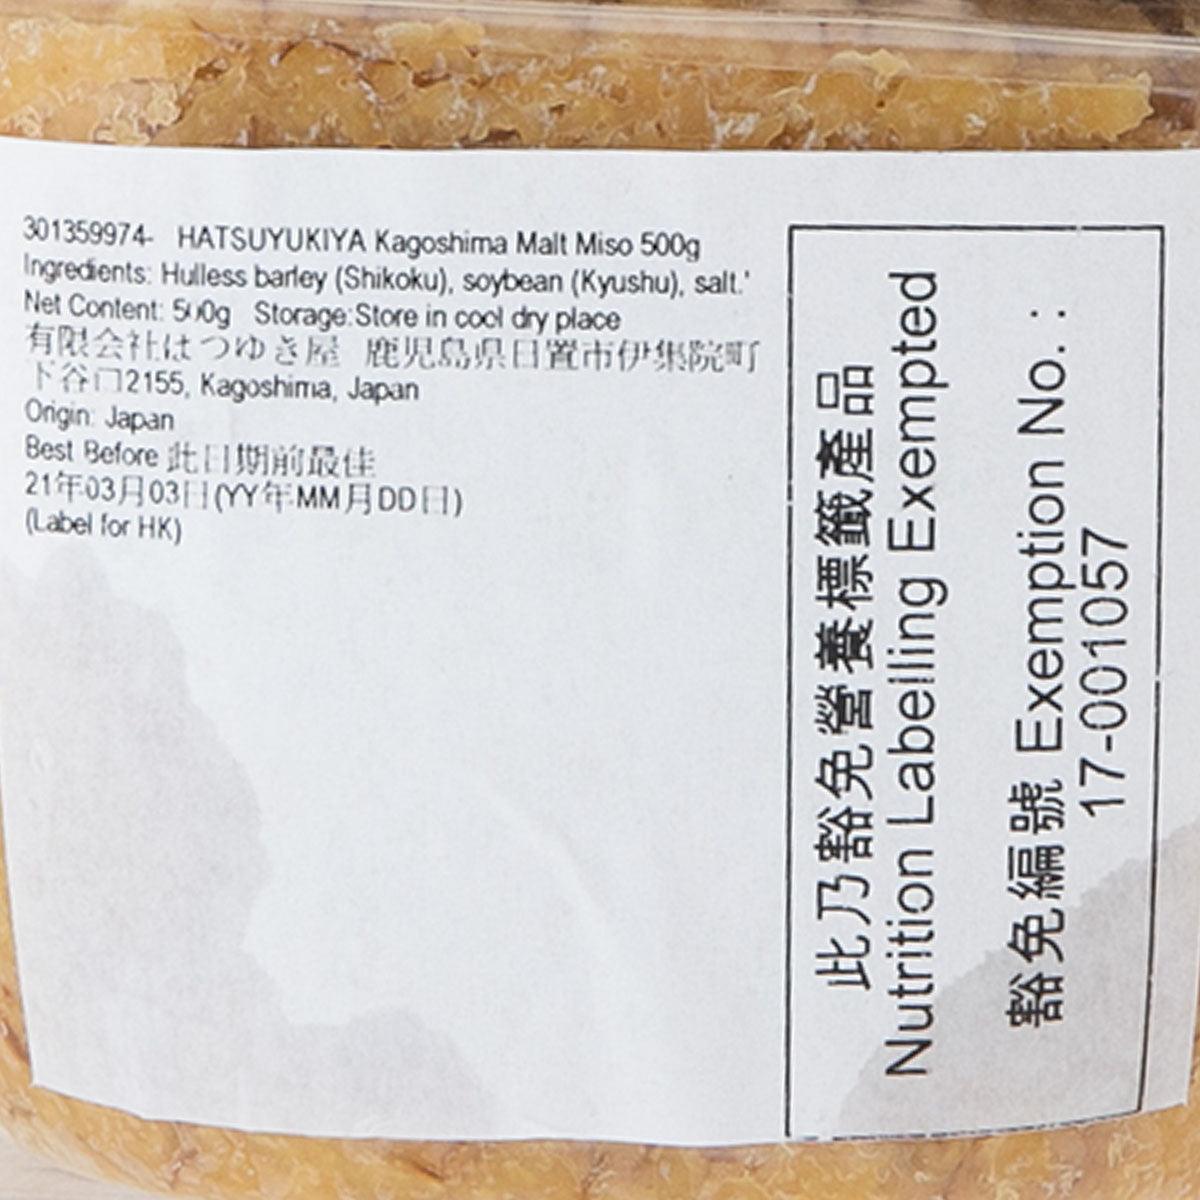 301359974- HATSUYUKIYA Kagoshima Malt Miso 500g
Ingredients: Hulless barley (Shikoku), soybean (Kyushu), salt.'
Net Content: 500g Storage:Store in cool dry place
有限会社はつゆき屋 鹿児島県日置市伊集院町
下谷口2155, Kagoshima, Japan
Origin: Japan
Best Before 此日期前最佳
21年03月03日(YY年MM月DD日)
(Label for HK)
此乃豁免營養標籤產品
Nutrition Labelling Exempted
豁免編號 Exemption No. :
17-001057